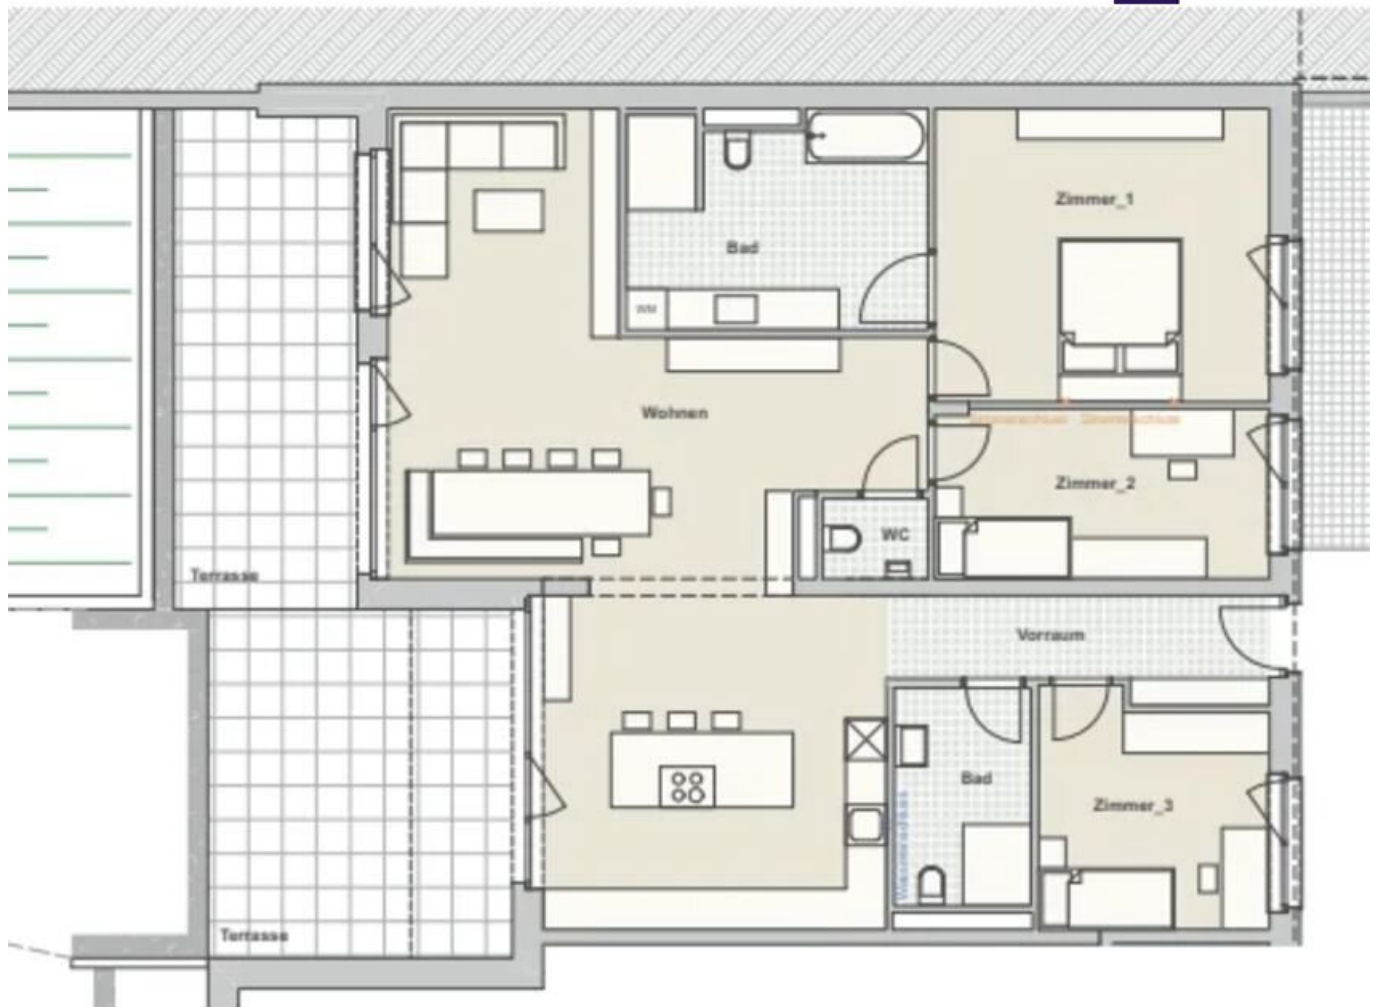 Zimmer_1
Bad
WM
Wohnen
Zimmer_2
WC
Terrasse
Vorraum
Bad
Zimmer_3
Terrasse